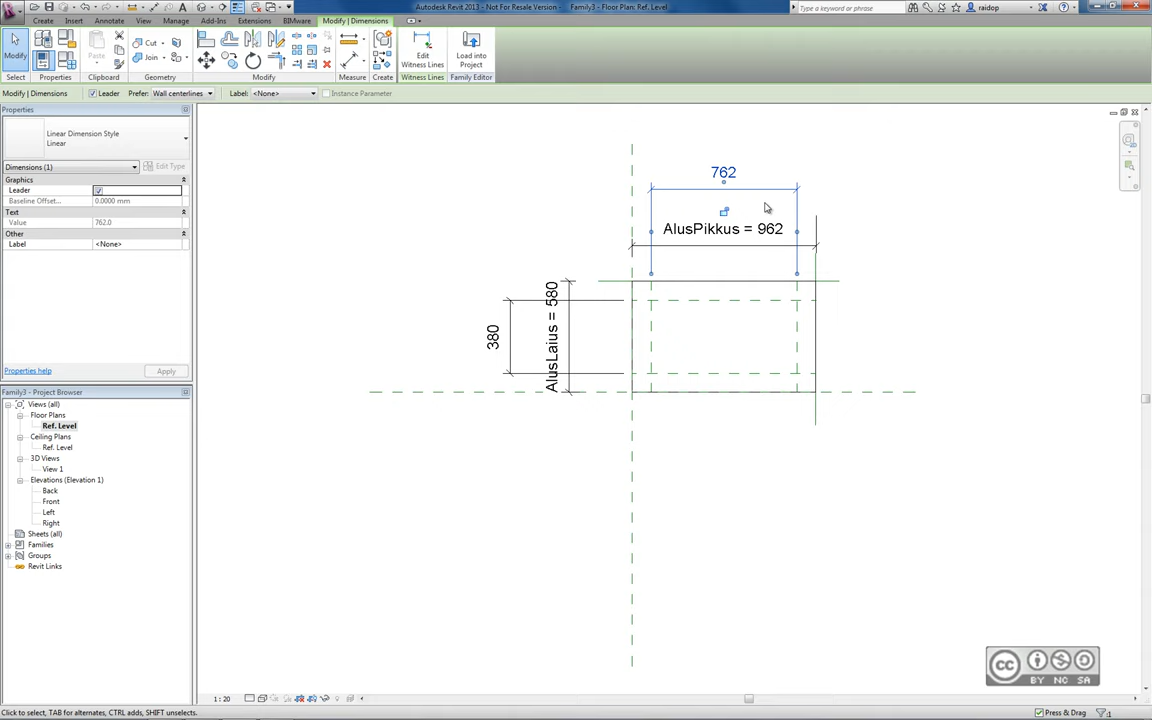 Autodesk Revit 2013 - Not For Resale Version - Family3 - Floor Plan: Ref. Level
Type a keyword or phrase
raidop
Create Insert Annotate View Manage Add-Ins Extensions BIMware Modify | Dimensions
Modify
Paste
Cut
Join
Edit
Witness Lines
Load into
Project
Select Properties Clipboard Geometry Modify Measure Create Witness Lines Family Editor
Modify | Dimensions
Leader
Prefer: Wall centerlines
Label: <None>
Instance Parameter
Properties
Linear Dimension Style
Linear
Dimensions (1)
Edit Type
Graphics
Leader
Baseline Offset... 0.0000 mm
Text
Value 762.0
Other
Label <None>
Properties help
Apply
Family3 - Project Browser
Views (all)
Floor Plans
Ref. Level
Ceiling Plans
Ref. Level
3D Views
View 1
Elevations (Elevation 1)
Back
Front
Left
Right
Sheets (all)
Families
Groups
Revit Links
762
AlusPikkus = 962
AlusLaius = 580
380
1 : 20
cc
BY NC SA
Click to select, TAB for alternates, CTRL adds, SHIFT unselects.
Press & Drag
:1